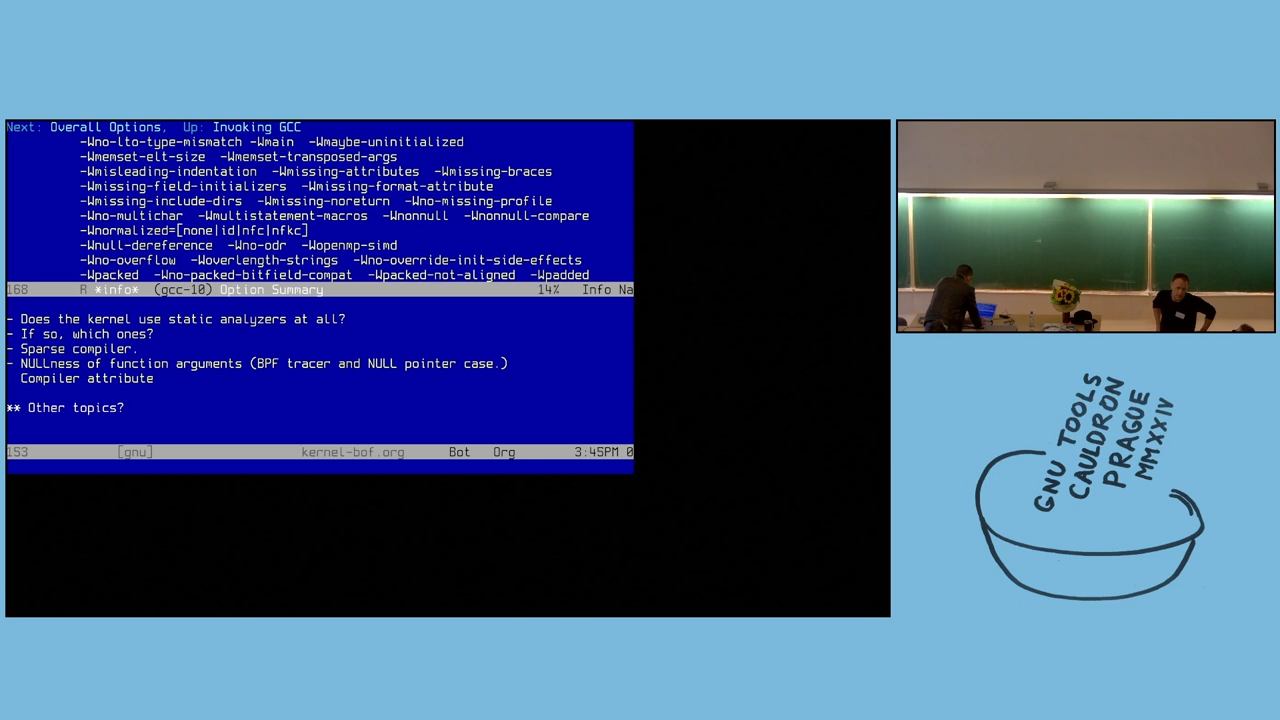 Next: Overall Options,  Up: Invoking GCC
-Wno-lto-type-mismatch -Wmain  -Wmaybe-uninitialized
-Wmemset-elt-size  -Wmemset-transposed-args
-Wmisleading-indentation  -Wmissing-attributes  -Wmissing-braces
-Wmissing-field-initializers  -Wmissing-format-attribute
-Wmissing-include-dirs  -Wmissing-noreturn  -Wno-missing-profile
-Wno-multichar  -Wmultistatement-macros  -Wnonnull  -Wnonnull-compare
-Wnormalized=[none|id|nfc|nfkc]
-Wnull-dereference  -Wno-odr  -Wopenmp-simd
-Wno-overflow  -Woverlength-strings  -Wno-override-init-side-effects
-Wpacked  -Wno-packed-bitfield-compat  -Wpacked-not-aligned  -Wpadded
168 R *info* (gcc-10) Option Summary 14% Info Na
- Does the kernel use static analyzers at all?
- If so, which ones?
- Sparse compiler.
- NULLness of function arguments (BPF tracer and NULL pointer case.)
Compiler attribute
** Other topics?
153 [gnu] kernel-bof.org Bot Org 3:45PM 0
GNU TOOLS
CAULDRON
PRAGUE
MMXXIV